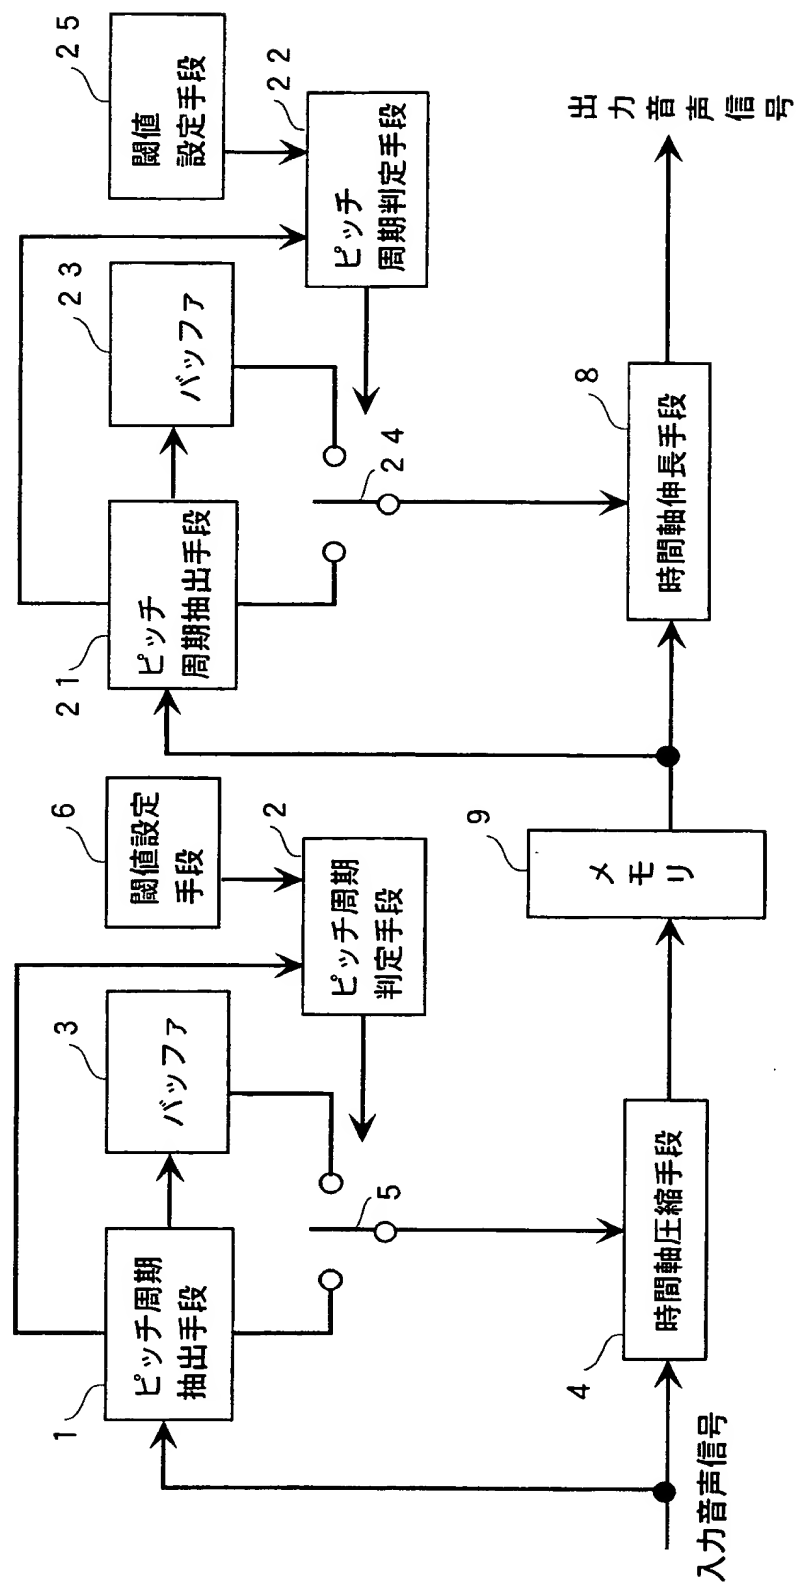 1
ピッチ周期
抽出手段
3
バッファ
6
閾値設定
手段
2
ピッチ周期
判定手段
5
4
時間軸圧縮手段
入力音声信号
9
メモリ
21
ピッチ
周期抽出手段
23
バッファ
25
閾値
設定手段
22
ピッチ
周期判定手段
24
8
時間軸伸長手段
出力音声信号